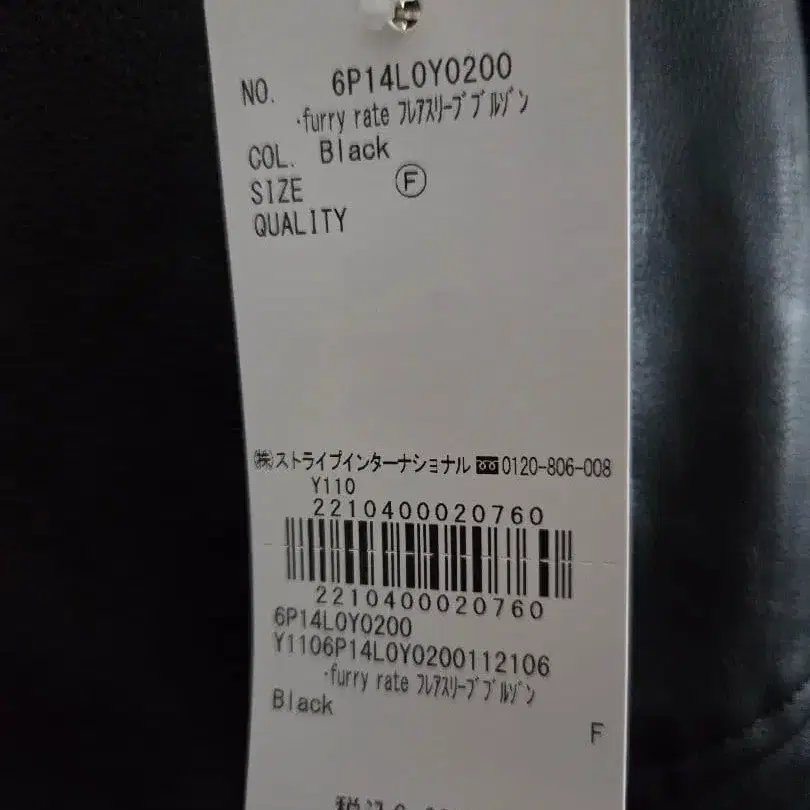 NO. 6P14L0Y0200
・furry rate ﾌﾚｱｽﾘｰﾌﾞﾌﾞﾙｿﾞﾝ
COL. Black
SIZE Ⓕ
QUALITY
㈱ストライプインターナショナル 0120-806-008
Y110
2210400020760
2210400020760
6P14L0Y0200
Y1106P14L0Y0200112106
・furry rate ﾌﾚｱｽﾘｰﾌﾞﾌﾞﾙｿﾞﾝ
Black
F
税込